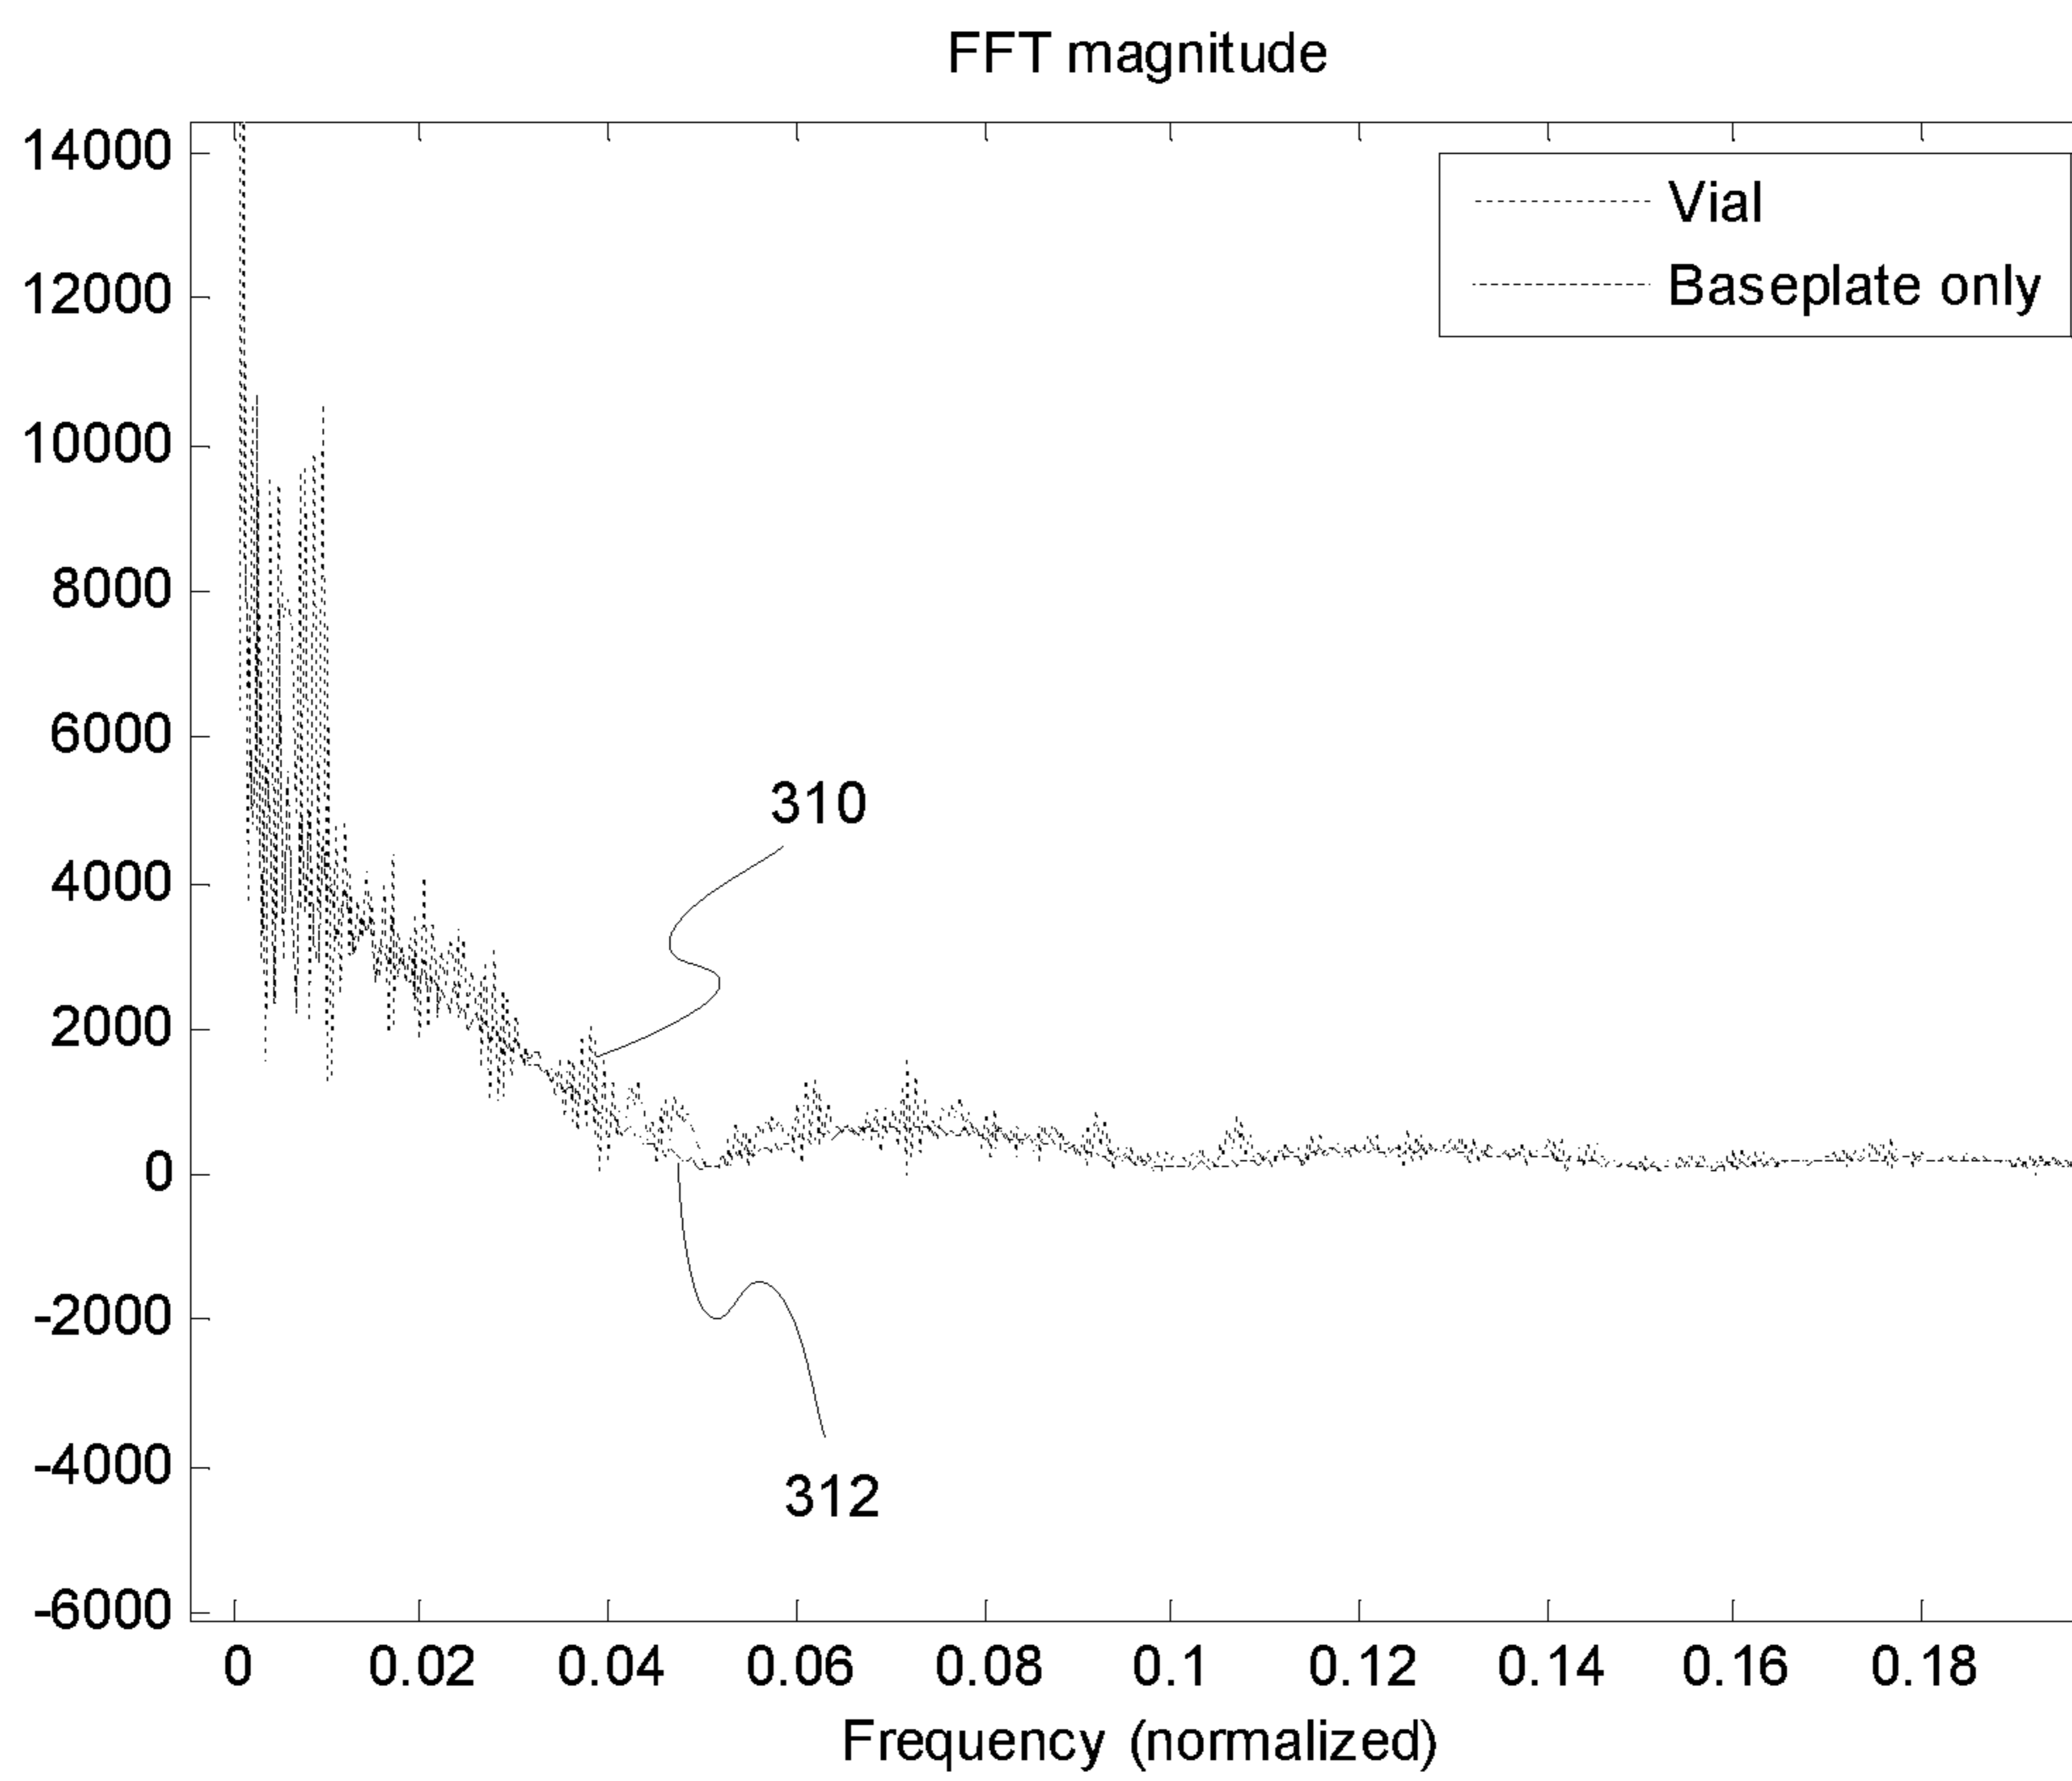 FFT magnitude
14000
12000
10000
8000
6000
4000
2000
0
-2000
-4000
-6000
Vial
Baseplate only
310
312
0 0.02 0.04 0.06 0.08 0.1 0.12 0.14 0.16 0.18
Frequency (normalized)